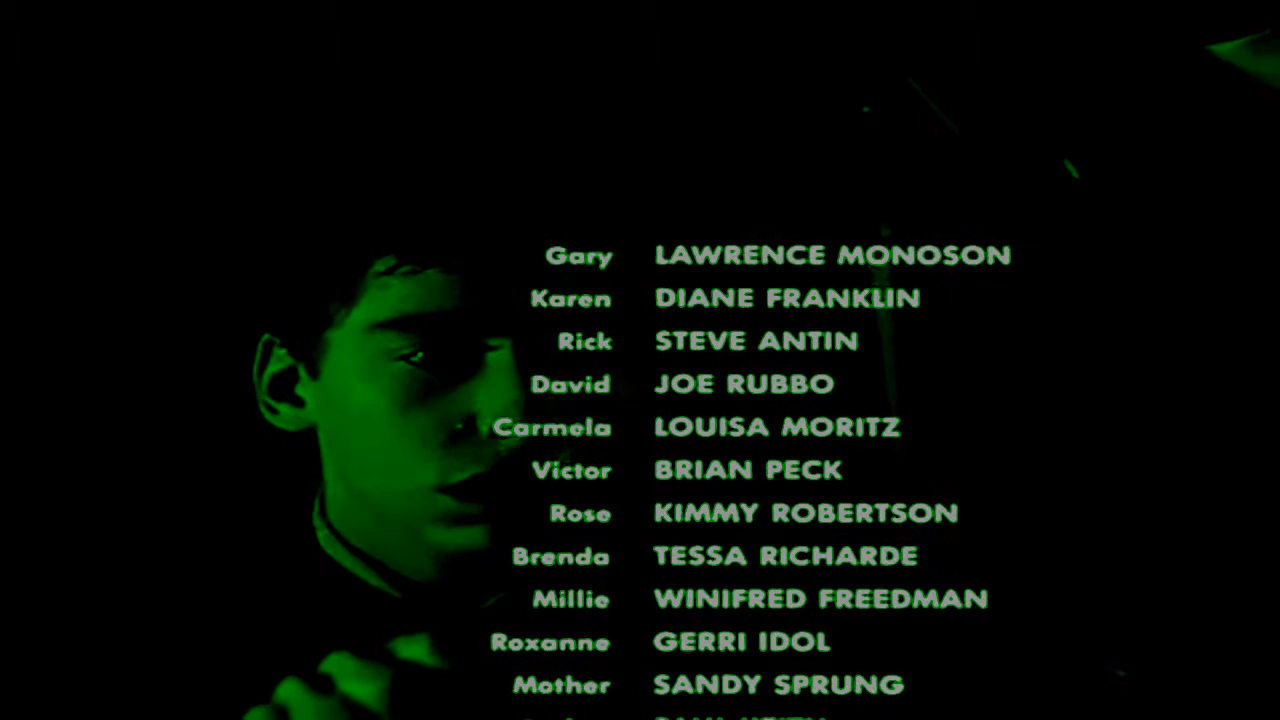 Gary LAWRENCE MONOSON
Karen DIANE FRANKLIN
Rick STEVE ANTIN
David JOE RUBBO
Carmela LOUISA MORITZ
Victor BRIAN PECK
Rose KIMMY ROBERTSON
Brenda TESSA RICHARDE
Millie WINIFRED FREEDMAN
Roxanne GERRI IDOL
Mother SANDY SPRUNG